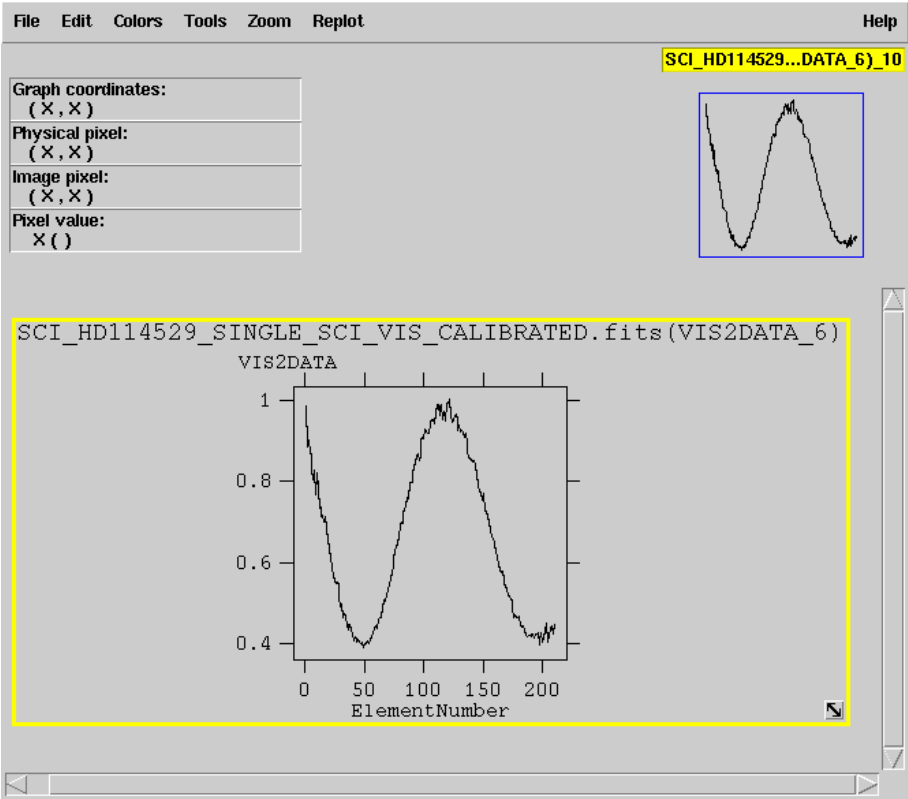 File Edit Colors Tools Zoom Replot Help
SCI_HD114529...DATA_6)_10
Graph coordinates:
(X,X)
Physical pixel:
(X,X)
Image pixel:
(X,X)
Pixel value:
X()
SCI_HD114529_SINGLE_SCI_VIS_CALIBRATED.fits(VIS2DATA_6)
VIS2DATA
1
0.8
0.6
0.4
0 50 100 150 200
ElementNumber